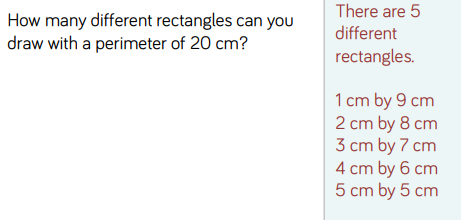 How many different rectangles can you
draw with a perimeter of 20 cm?
There are 5
different
rectangles.
1 cm by 9 cm
2 cm by 8 cm
3 cm by 7 cm
4 cm by 6 cm
5 cm by 5 cm